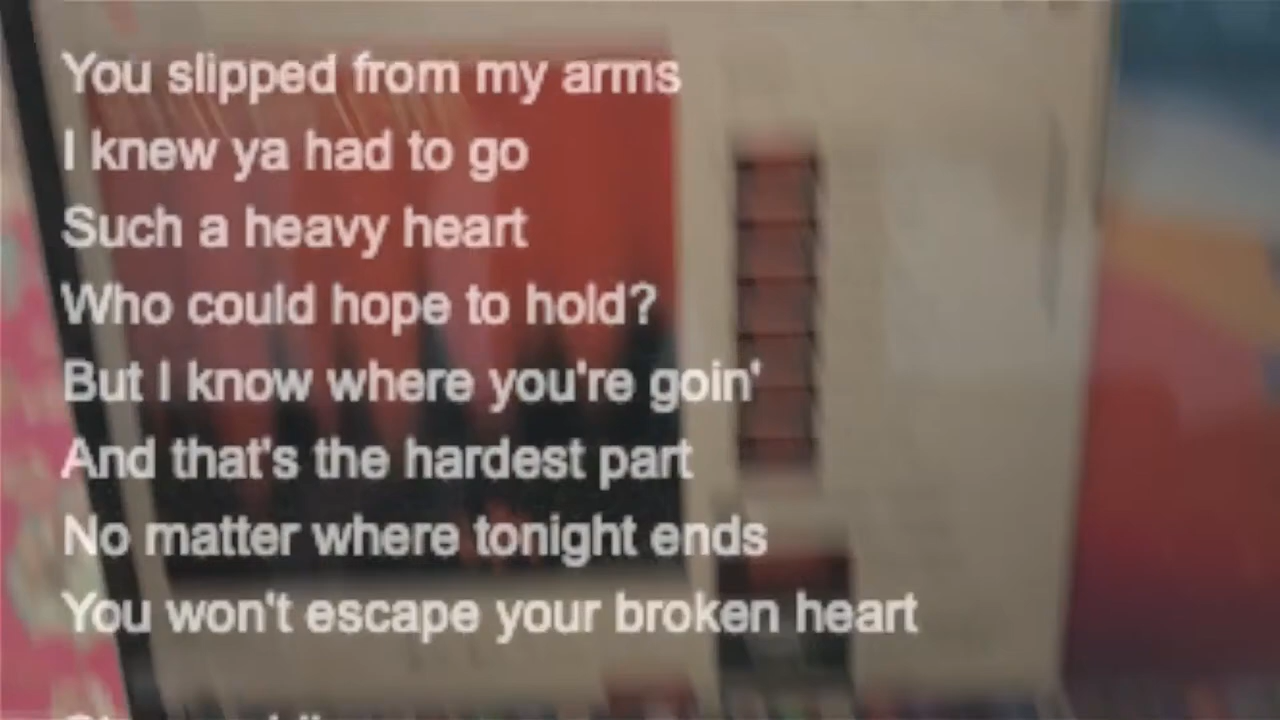 You slipped from my arms
I knew ya had to go
Such a heavy heart
Who could hope to hold?
But I know where you're goin'
And that's the hardest part
No matter where tonight ends
You won't escape your broken heart